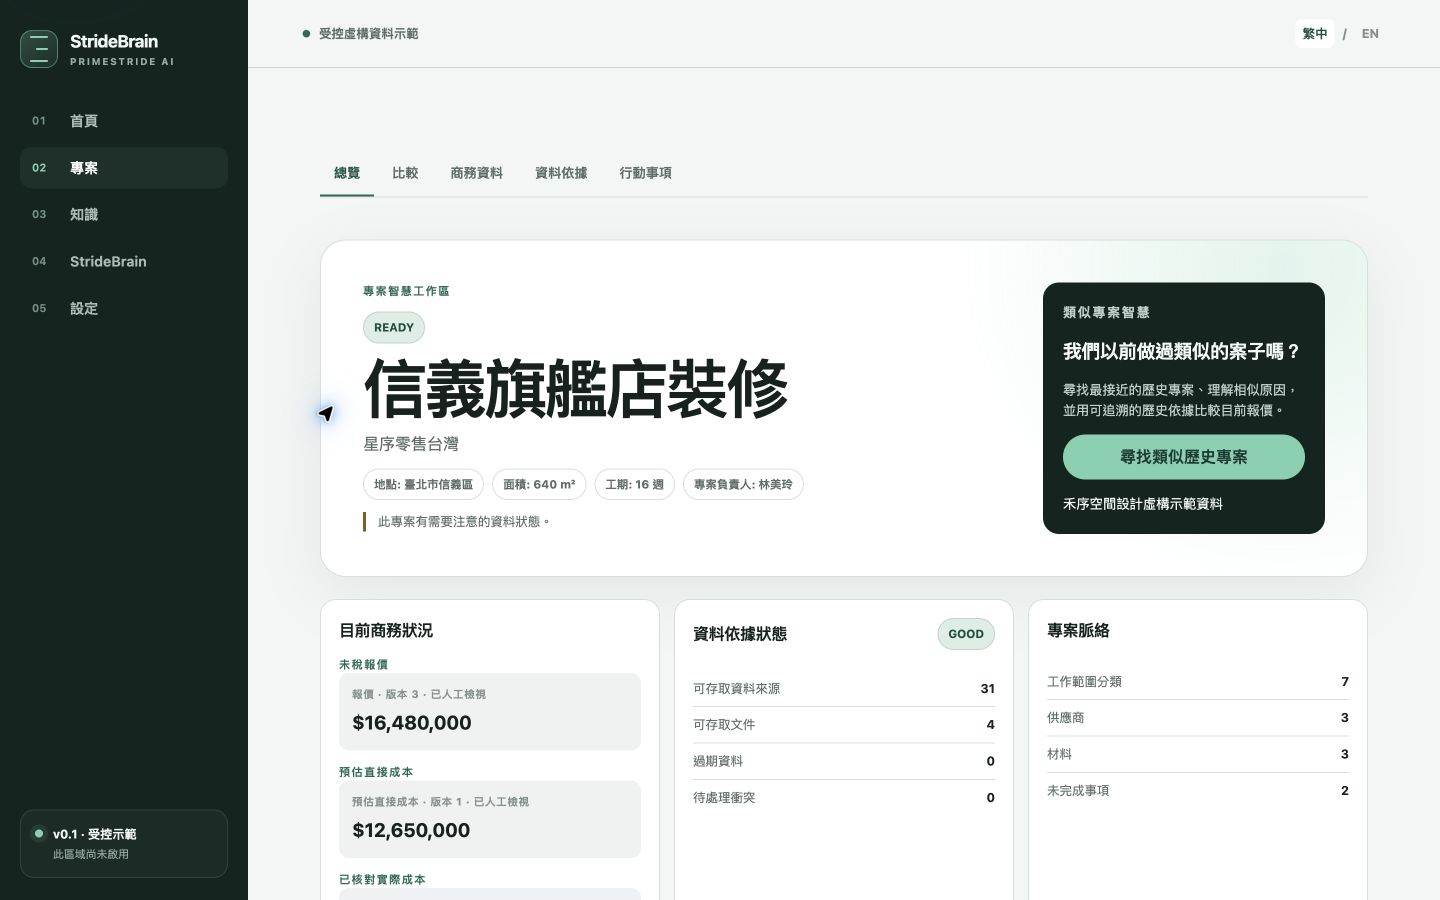 StrideBrain
PRIMESTRIDE AI
01 首頁
02 專案
03 知識
04 StrideBrain
05 設定
v0.1 · 受控示範
此區域尚未啟用
受控虛構資料示範
繁中 / EN
總覽 比較 商務資料 資料依據 行動事項
專案智慧工作區
READY
信義旗艦店裝修
星序零售台灣
地點: 臺北市信義區 面積: 640 m² 工期: 16 週 專案負責人: 林美玲
此專案有需要注意的資料狀態。
類似專案智慧
我們以前做過類似的案子嗎？
尋找最接近的歷史專案、理解相似原因，
並用可追溯的歷史依據比較目前報價。
尋找類似歷史專案
禾序空間設計虛構示範資料
目前商務狀況
未稅報價
報價 · 版本 3 · 已人工檢視
$16,480,000
預估直接成本
預估直接成本 · 版本 1 · 已人工檢視
$12,650,000
已核對實際成本
資料依據狀態 GOOD
可存取資料來源 31
可存取文件 4
過期資料 0
待處理衝突 0
專案脈絡
工作範圍分類 7
供應商 3
材料 3
未完成事項 2